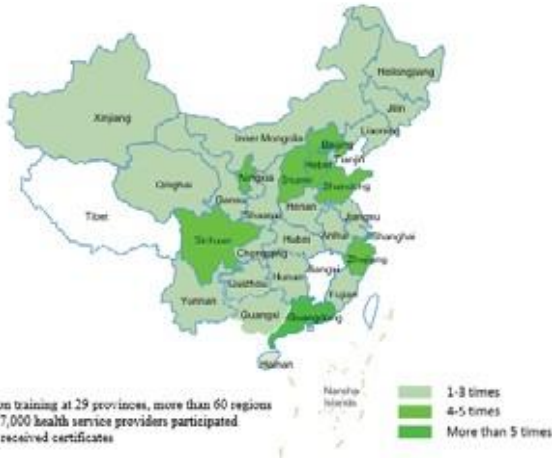 Heilongjiang
Jilin
Xinjiang
Liaoning
Inner Mongolia
Beijing
Tianjin
Hebei
Ningxia
Shanxi
Shandong
Qinghai
Gansu
Henan
Shaanxi
Jiangsu
Tibet
Shanghai
Sichuan
Hubei
Anhui
Chongqing
Zhejiang
Jiangxi
Hunan
Guizhou
Fujian
Yunnan
Guangxi
Guangdong
Hainan
Nansha
Islands
1-3 times
4-5 times
More than 5 times
on training at 29 provinces, more than 60 regions
7,000 health service providers participated
received certificates